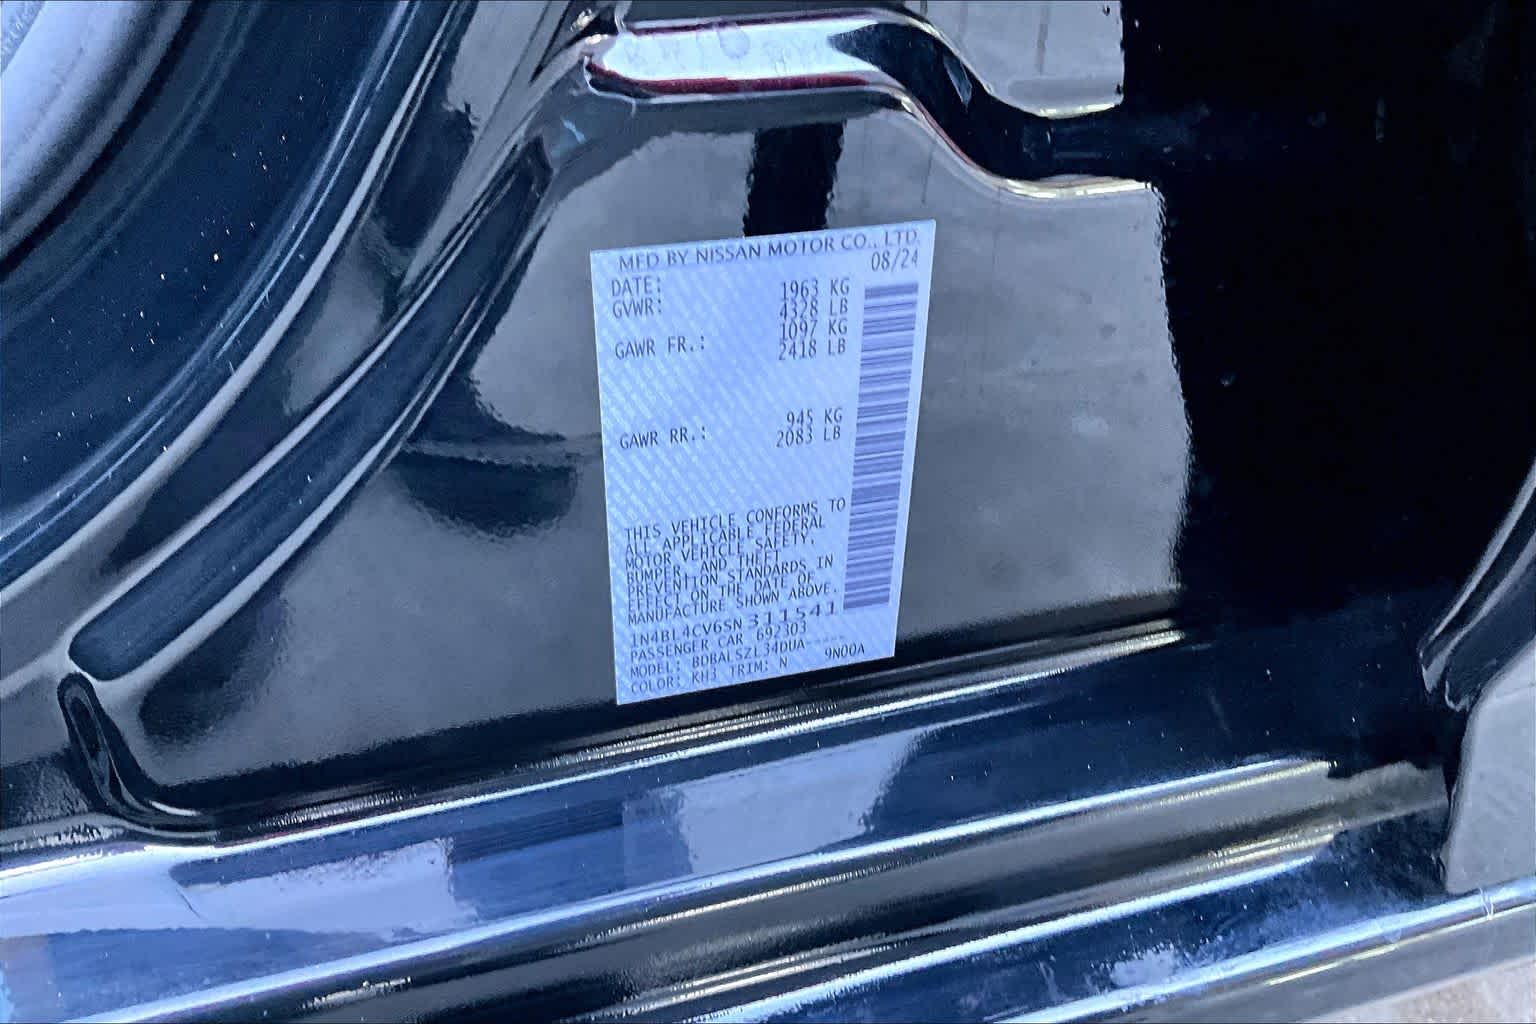 MFD BY NISSAN MOTOR CO., LTD.
08/24
DATE: 1963 KG
GVWR: 4328 LB
1097 KG
GAWR FR.: 2418 LB
945 KG
GAWR RR.: 2083 LB
THIS VEHICLE CONFORMS TO
ALL APPLICABLE FEDERAL
MOTOR VEHICLE SAFETY,
BUMPER, AND THEFT
PREVENTION STANDARDS IN
EFFECT ON THE DATE OF
MANUFACTURE SHOWN ABOVE.
1N4BL4CV6SN311541
PASSENGER CAR 692303
MODEL: BDBALSZL34DUA-----
COLOR: KH3 TRIM: N 9N00A